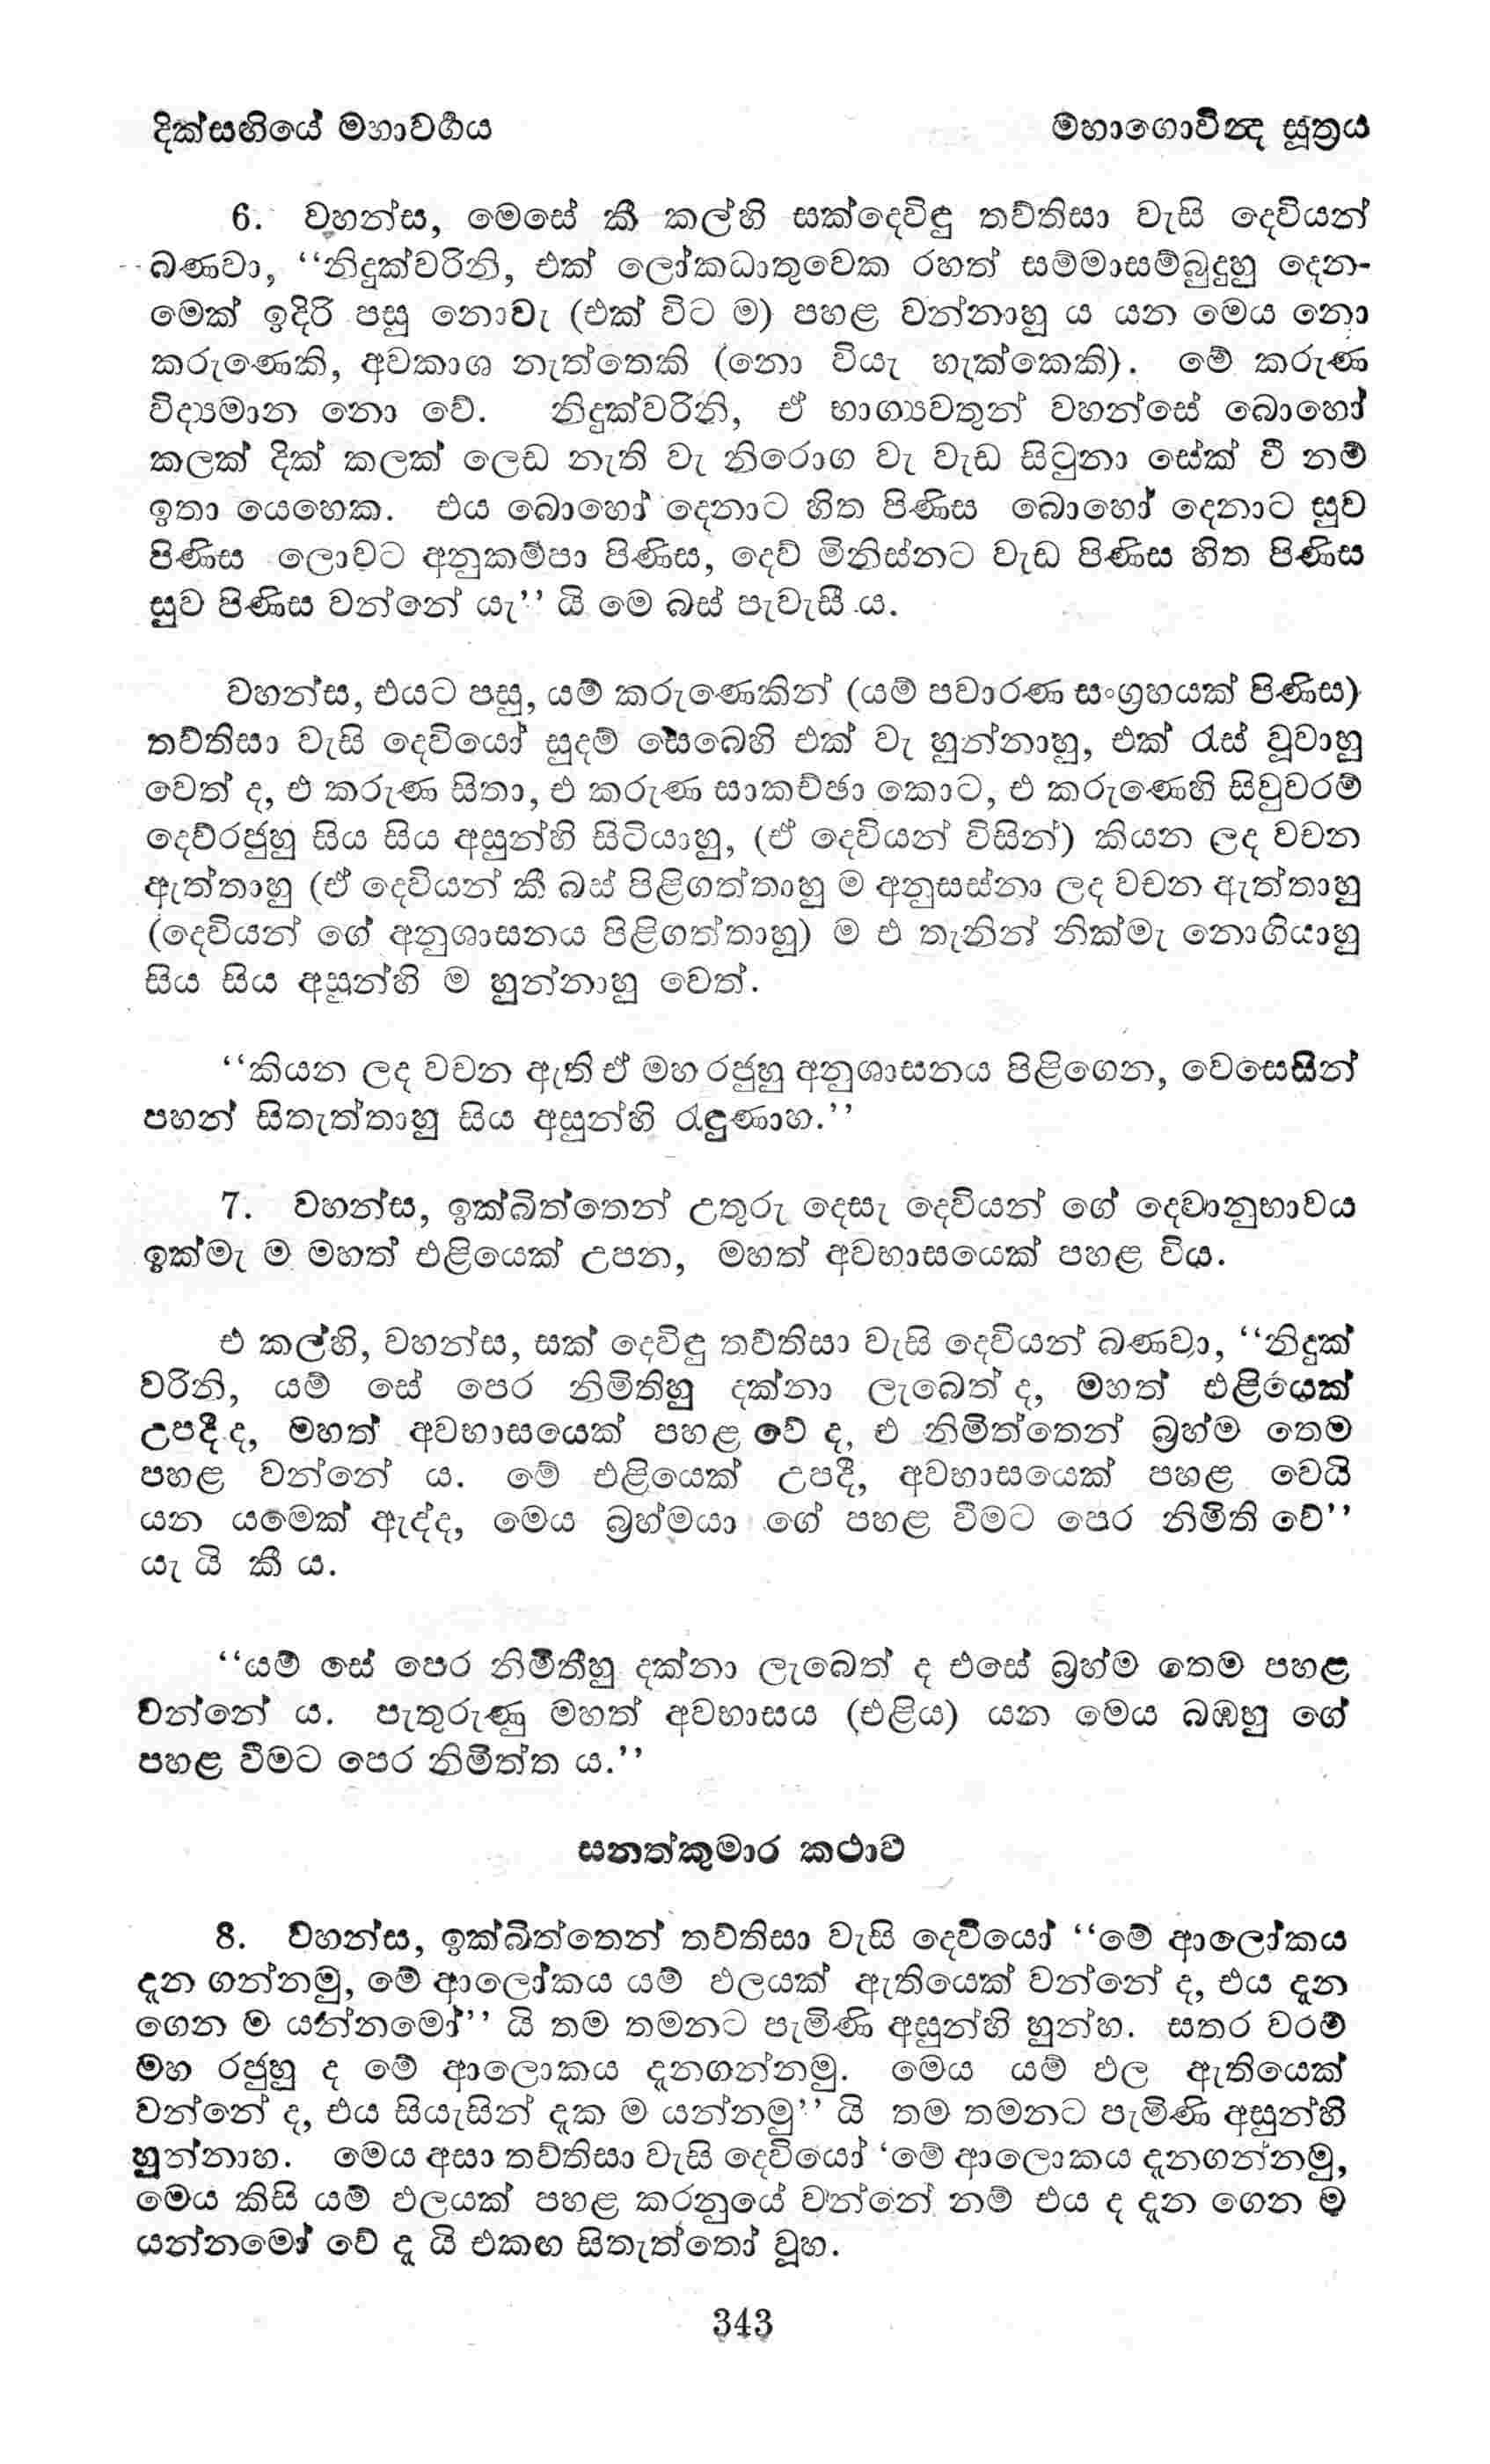 දික්සඟියේ මහාවර්‍ගය
මහාගොවින්‍ද සූත්‍රය
6. වහන්ස, මෙසේ කී කල්හි සක්දෙවිඳු තව්තිසා වැසි දෙවියන්
බණවා, ‘‘නිදුක්වරිනි, එක් ලෝකධාතුවෙක රහත් සම්මාසම්බුදුහු දෙන-
මෙක් ඉදිරි පසු නොවැ (එක් විට ම) පහළ වන්නාහු ය යන මෙය නො
කරුණෙකි, අවකාශ නැත්තෙකි (නො වියැ හැක්කෙකි). මේ කරුණ
විද්‍යමාන නො වේ. නිදුක්වරිනි, ඒ භාග්‍යවතුන් වහන්සේ බොහෝ
කලක් දික් කලක් ලෙඩ නැති වැ නිරොග වැ වැඩ සිටුනා සේක් වී නම්
ඉතා යෙහෙක. එය බොහෝ දෙනාට හිත පිණිස බොහෝ දෙනාට සුව
පිණිස ලොවට අනුකම්පා පිණිස, දෙව් මිනිස්නට වැඩ පිණිස හිත පිණිස
සුව පිණිස වන්නේ යැ’’ යි මෙ බස් පැවැසී ය.
වහන්ස, එයට පසු, යම් කරුණෙකින් (යම් පවාරණ සංග්‍රහයක් පිණිස)
තව්තිසා වැසි දෙවියෝ සුදම් සෙබෙහි එක් වැ හුන්නාහු, එක් රැස් වූවාහු
වෙත් ද, එ කරුණ සිතා, එ කරුණ සාකච්ඡා කොට, එ කරුණෙහි සිවුවරම්
දෙව්රජුහු සිය සිය අසුන්හි සිටියාහු, (ඒ දෙවියන් විසින්) කියන ලද වචන
ඇත්තාහු (ඒ දෙවියන් කී බස් පිළිගත්තාහු ම අනුසස්නා ලද වචන ඇත්තාහු
(දෙවියන් ගේ අනුශාසනය පිළිගත්තාහු) ම එ තැනින් නික්මැ නොගියාහු
සිය සිය අසුන්හි ම හුන්නාහු වෙත්.
‘‘කියන ලද වචන ඇති ඒ මහ රජුහු අනුශාසනය පිළිගෙන, වෙසෙසින්
පහන් සිතැත්තාහු සිය අසුන්හි රැඳුණාහ.’’
7. වහන්ස, ඉක්බිත්තෙන් උතුරු දෙසැ දෙවියන් ගේ දෙවානුභාවය
ඉක්මැ ම මහත් එළියෙක් උපන, මහත් අවභාසයෙක් පහළ විය.
එ කල්හි, වහන්ස, සක් දෙවිඳු තව්තිසා වැසි දෙවියන් බණවා, ‘‘නිදුක්
වරිනි, යම් සේ පෙර නිමිතිහු දක්නා ලැබෙත් ද, මහත් එළියෙක්
උපදී ද, මහත් අවභාසයෙක් පහළ වේ ද, එ නිමිත්තෙන් බ්‍රහ්ම තෙම
පහළ වන්නේ ය. මේ එළියෙක් උපදී, අවභාසයෙක් පහළ වෙයි
යන යමෙක් ඇද්ද, මෙය බ්‍රහ්මයා ගේ පහළ වීමට පෙර නිමිති වේ’’
යැ යි කී ය.
‘‘යම් සේ පෙර නිමිතිහු දක්නා ලැබෙත් ද එසේ බ්‍රහ්ම තෙම පහළ
වන්නේ ය. පැතුරුණු මහත් අවභාසය (එළිය) යන මෙය බඹහු ගේ
පහළ වීමට පෙර නිමිත්ත ය.’’
සනත්කුමාර කථාව
8. වහන්ස, ඉක්බිත්තෙන් තව්තිසා වැසි දෙවියෝ ‘‘මේ ආලෝකය
දැන ගන්නමු, මේ ආලෝකය යම් ඵලයක් ඇතියෙක් වන්නේ ද, එය දැන
ගෙන ම යන්නමෝ’’ යි තම තමනට පැමිණි අසුන්හි හුන්හ. සතර වරම්
මහ රජුහු ද මේ ආලොකය දැනගන්නමු. මෙය යම් ඵල ඇතියෙක්
වන්නේ ද, එය සියැසින් දැක ම යන්නමු’’ යි තම තමනට පැමිණි අසුන්හි
හුන්නාහ. මෙය අසා තව්තිසා වැසි දෙවියෝ ‘මේ ආලොකය දැනගන්නමු,
මෙය කිසි යම් ඵලයක් පහළ කරනුයේ වන්නේ නම් එය ද දැන ගෙන ම
යන්නමෝ වේ දැ යි එකඟ සිතැත්තෝ වූහ.
343